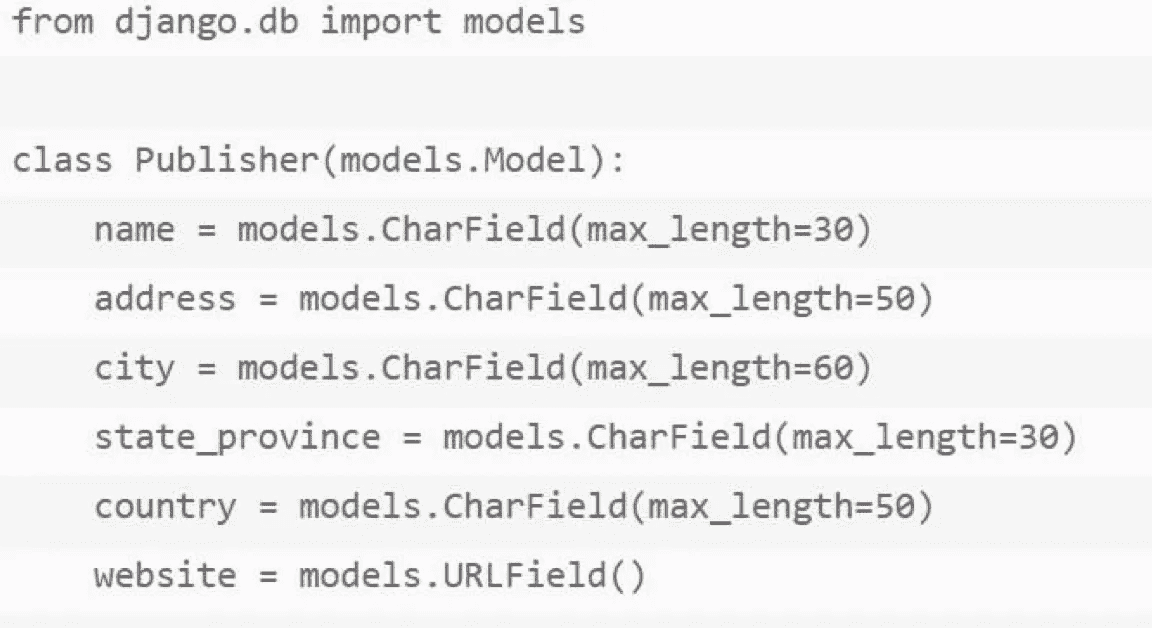 from django.db import models
class Publisher(models.Model):
    name = models.CharField(max_length=30)
    address = models.CharField(max_length=50)
    city = models.CharField(max_length=60)
    state_province = models.CharField(max_length=30)
    country = models.CharField(max_length=50)
    website = models.URLField()